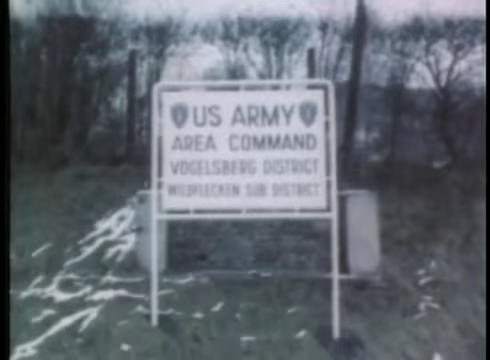 US ARMY
AREA COMMAND
VOGELSBERG DISTRICT
WILDFLECKEN SUB DISTRICT